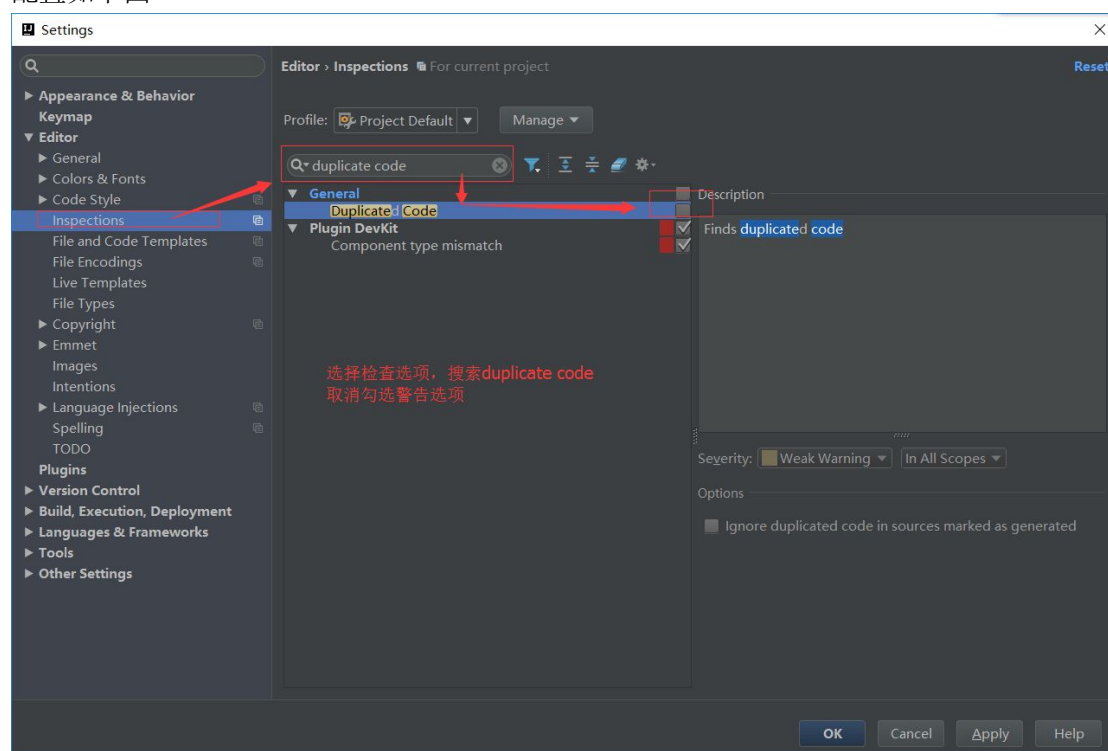 配置如下图
Settings
Editor › Inspections For current project
Reset
Appearance & Behavior
Keymap
Editor
General
Colors & Fonts
Code Style
Inspections
File and Code Templates
File Encodings
Live Templates
File Types
Copyright
Emmet
Images
Intentions
Language Injections
Spelling
TODO
Plugins
Version Control
Build, Execution, Deployment
Languages & Frameworks
Tools
Other Settings
Profile: Project Default
Manage
duplicate code
General
Duplicated Code
Plugin DevKit
Component type mismatch
选择检查选项，搜索duplicate code
取消勾选警告选项
Description
Finds duplicated code
Severity: Weak Warning In All Scopes
Options
Ignore duplicated code in sources marked as generated
OK Cancel Apply Help